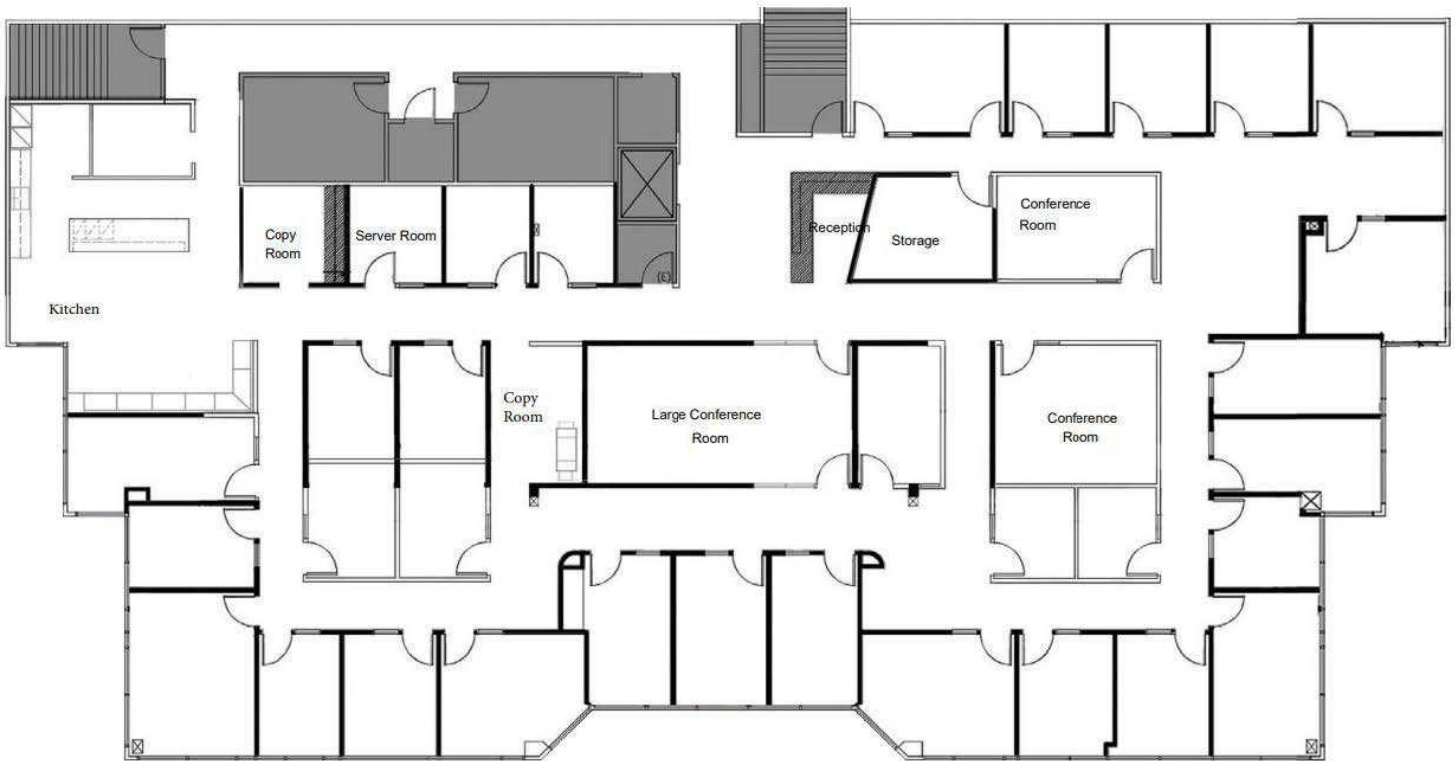 Conference
Room
Copy
Room
Server Room
Reception
Storage
(E)
Kitchen
Copy
Room
Large Conference
Room
Conference
Room